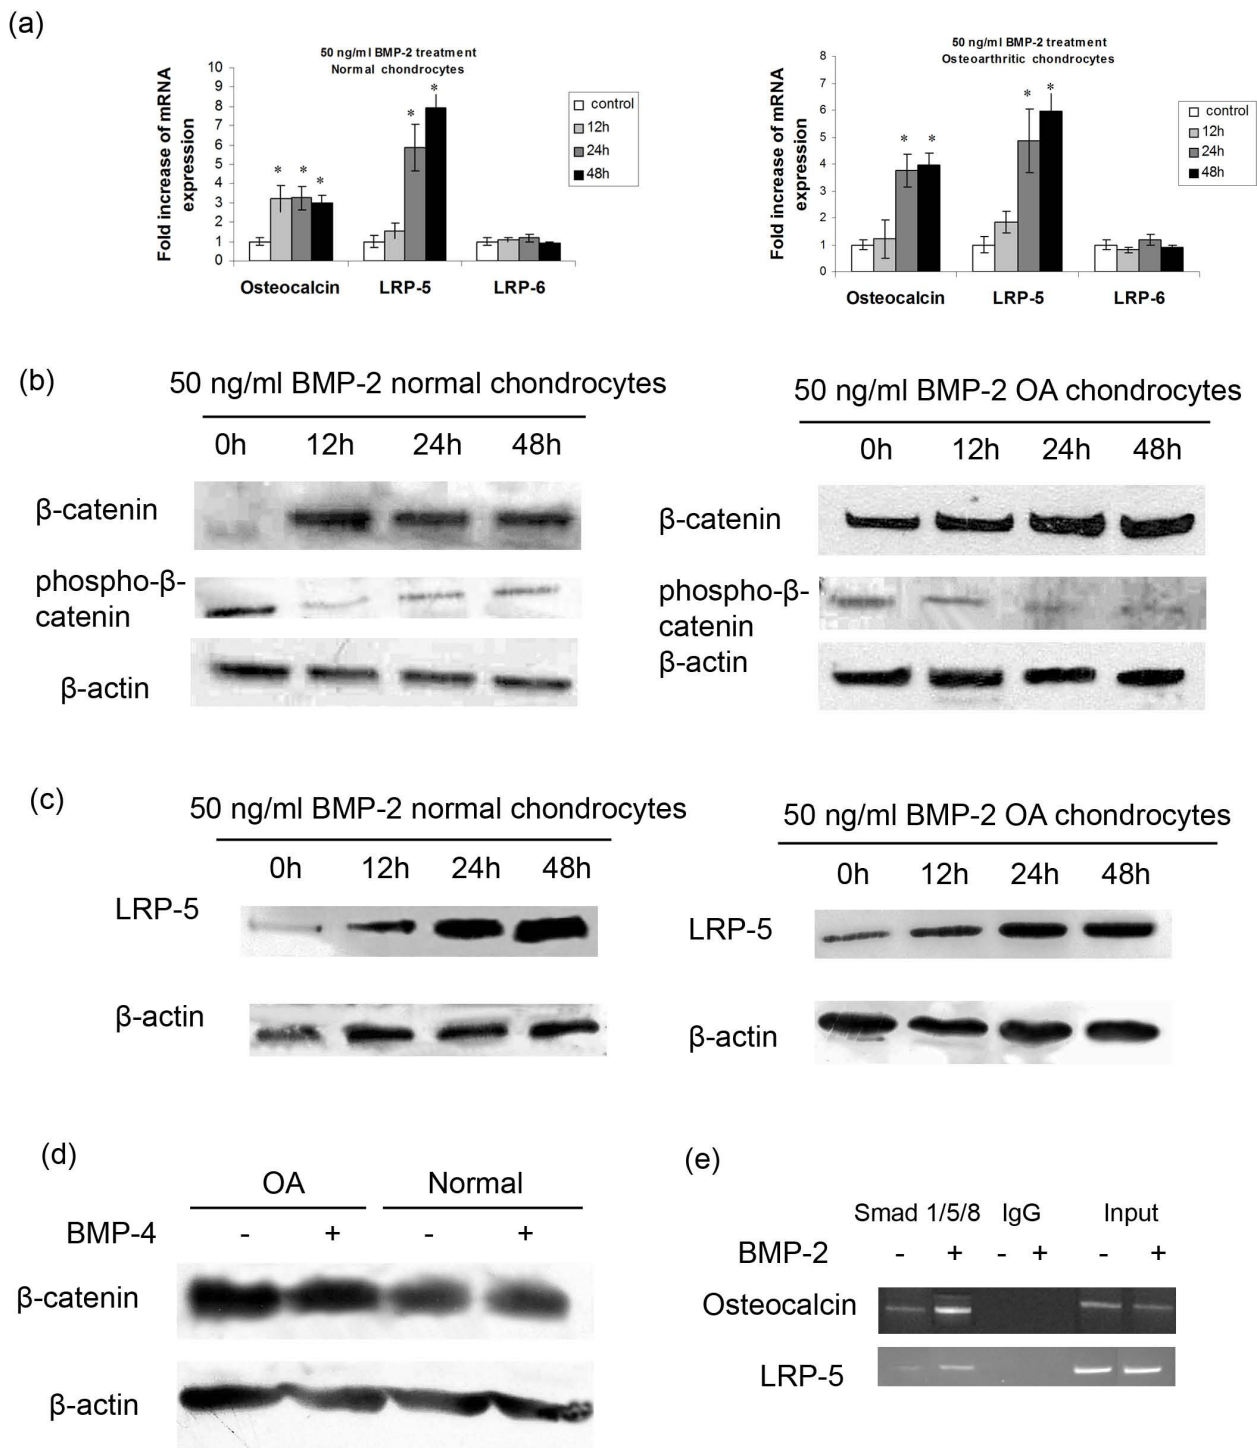 (a)
50 ng/ml BMP-2 treatment
Normal chondrocytes
Fold increase of mRNA
expression
10
9
8
7
6
5
4
3
2
1
0
* * * * *
control
12h
24h
48h
Osteocalcin LRP-5 LRP-6
50 ng/ml BMP-2 treatment
Osteoarthritic chondrocytes
Fold increase of mRNA
expression
8
7
6
5
4
3
2
1
0
* * * *
control
12h
24h
48h
Osteocalcin LRP-5 LRP-6
(b)
50 ng/ml BMP-2 normal chondrocytes
0h 12h 24h 48h
β-catenin
phospho-β-
catenin
β-actin
50 ng/ml BMP-2 OA chondrocytes
0h 12h 24h 48h
β-catenin
phospho-β-
catenin
β-actin
(c)
50 ng/ml BMP-2 normal chondrocytes
0h 12h 24h 48h
LRP-5
β-actin
50 ng/ml BMP-2 OA chondrocytes
0h 12h 24h 48h
LRP-5
β-actin
(d)
OA Normal
BMP-4 - + - +
β-catenin
β-actin
(e)
Smad 1/5/8 IgG Input
BMP-2 - + - + - +
Osteocalcin
LRP-5